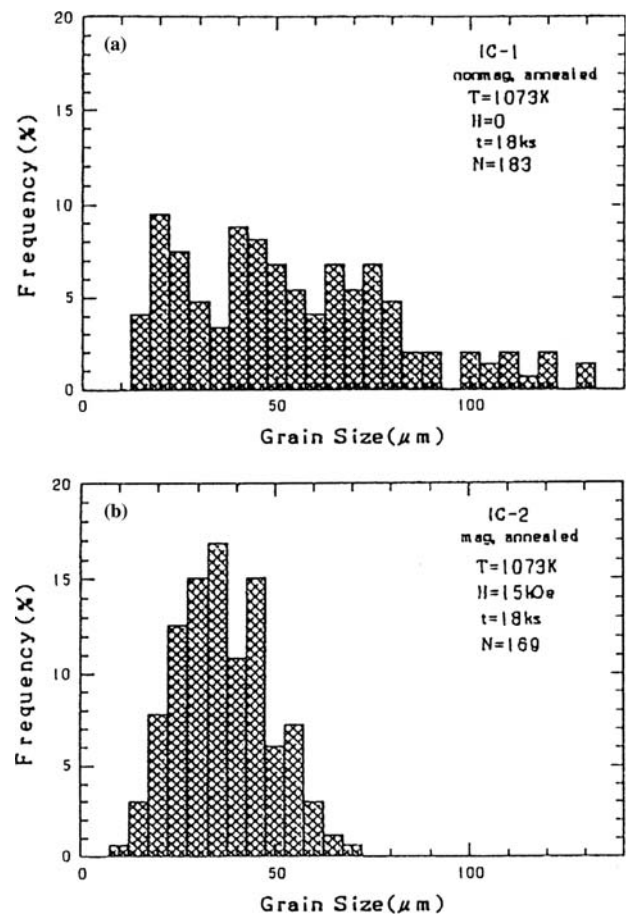 20
(a)
IC-1
nonmag. annealed
T=1073K
H=0
t=18ks
N=183
15
10
5
0
Frequency(%)
0 50 100
Grain Size(μm)
20
(b)
IC-2
mag. annealed
T=1073K
H=15kOe
t=18ks
N=169
15
10
5
0
Frequency(%)
0 50 100
Grain Size(μm)